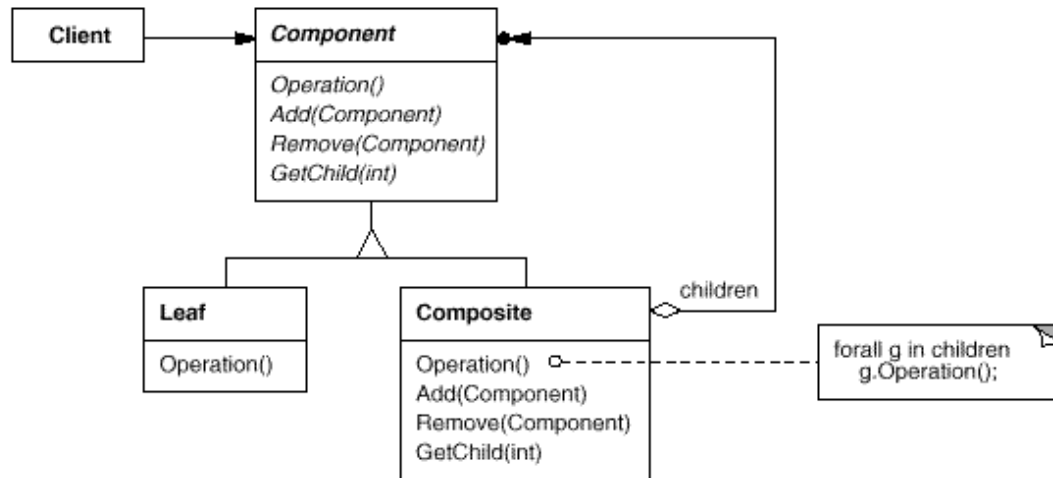 Client
Component
Operation()
Add(Component)
Remove(Component)
GetChild(int)
children
Leaf
Operation()
Composite
Operation()
Add(Component)
Remove(Component)
GetChild(int)
forall g in children
g.Operation();